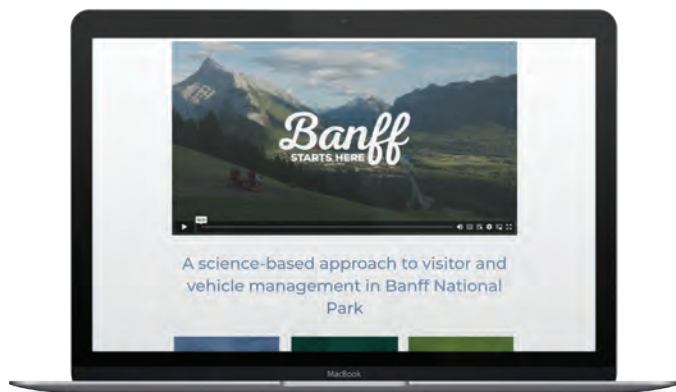 Banff
STARTS HERE
A science-based approach to visitor and
vehicle management in Banff National
Park
MacBook